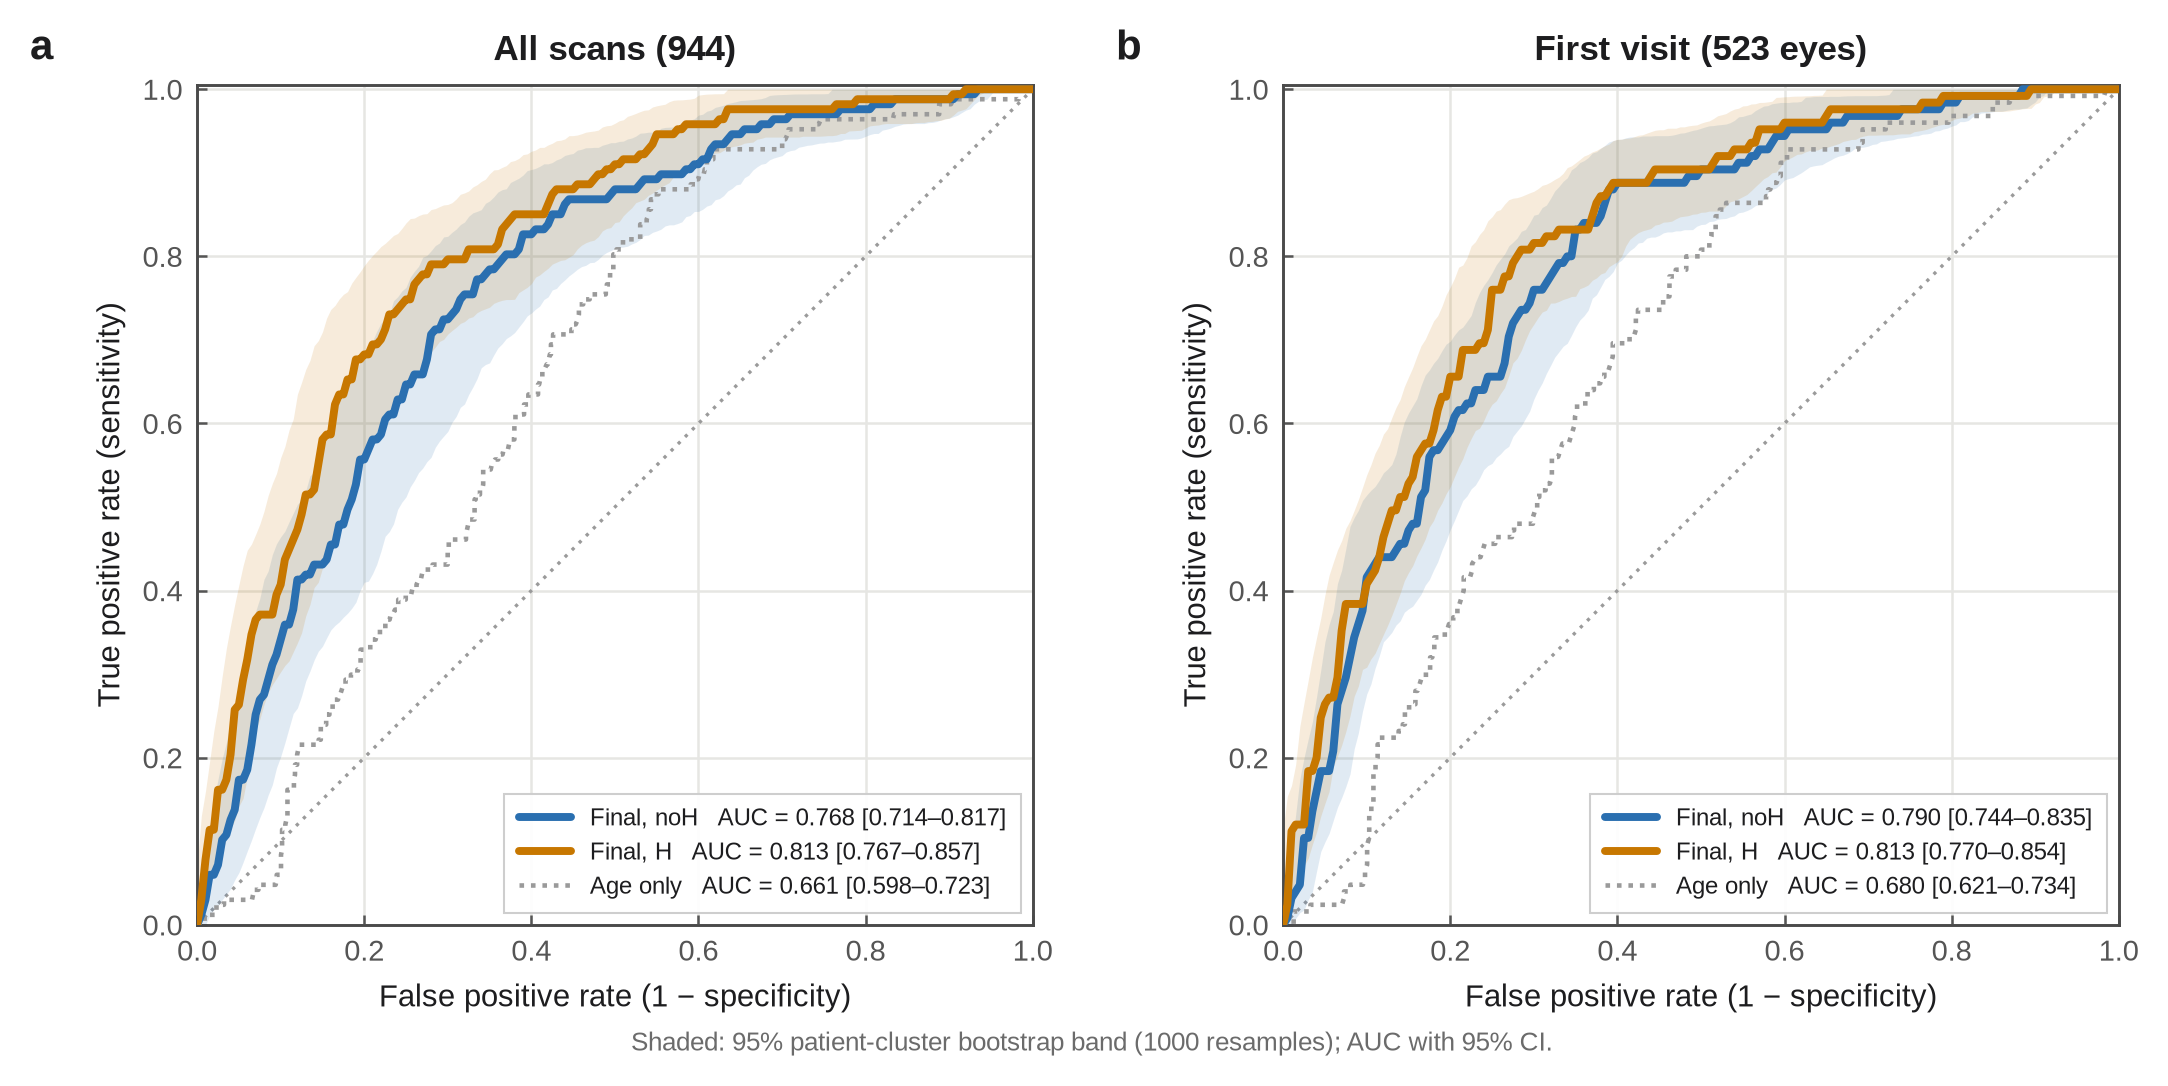 a
All scans (944)
True positive rate (sensitivity)
1.0
0.8
0.6
0.4
0.2
0.0
Final, noH AUC = 0.768 [0.714–0.817]
Final, H AUC = 0.813 [0.767–0.857]
Age only AUC = 0.661 [0.598–0.723]
0.0 0.2 0.4 0.6 0.8 1.0
False positive rate (1 − specificity)
b
First visit (523 eyes)
True positive rate (sensitivity)
1.0
0.8
0.6
0.4
0.2
0.0
Final, noH AUC = 0.790 [0.744–0.835]
Final, H AUC = 0.813 [0.770–0.854]
Age only AUC = 0.680 [0.621–0.734]
0.0 0.2 0.4 0.6 0.8 1.0
False positive rate (1 − specificity)
Shaded: 95% patient-cluster bootstrap band (1000 resamples); AUC with 95% CI.